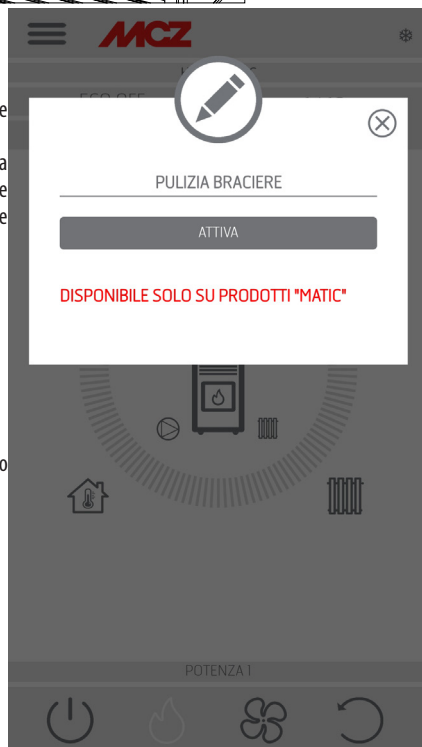 MCZ
PULIZIA BRACIERE
ATTIVA
DISPONIBILE SOLO SU PRODOTTI "MATIC"
POTENZA 1